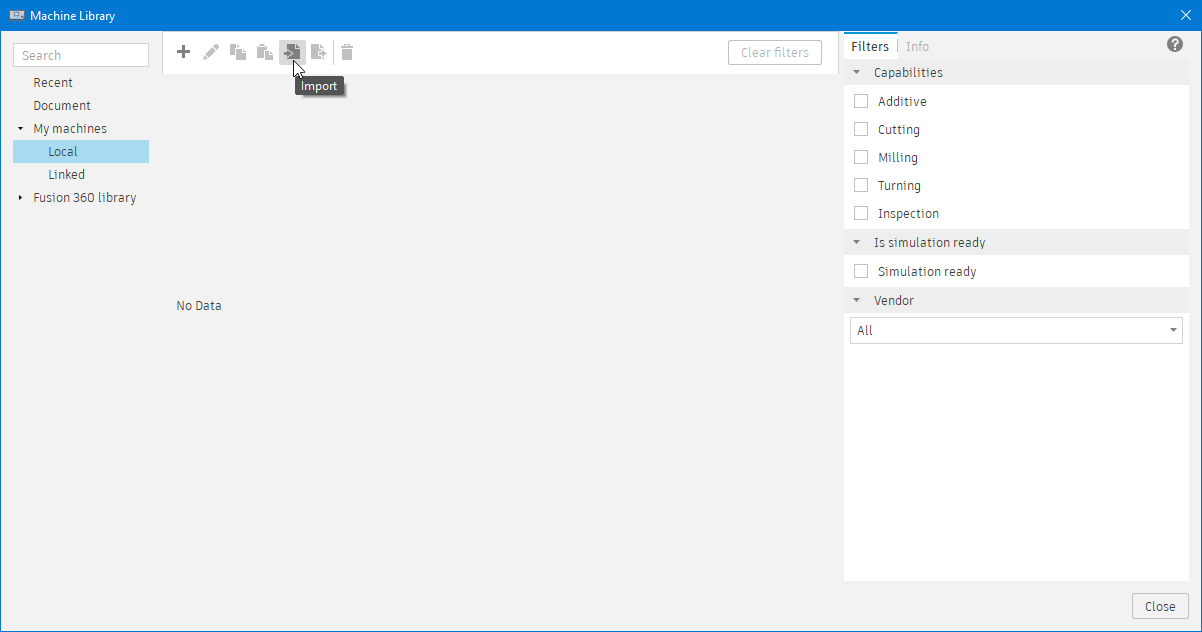 Machine Library
Search
Recent
Document
My machines
Local
Linked
Fusion 360 library
Import
Clear filters
No Data
Filters
Info
?
Capabilities
Additive
Cutting
Milling
Turning
Inspection
Is simulation ready
Simulation ready
Vendor
All
Close